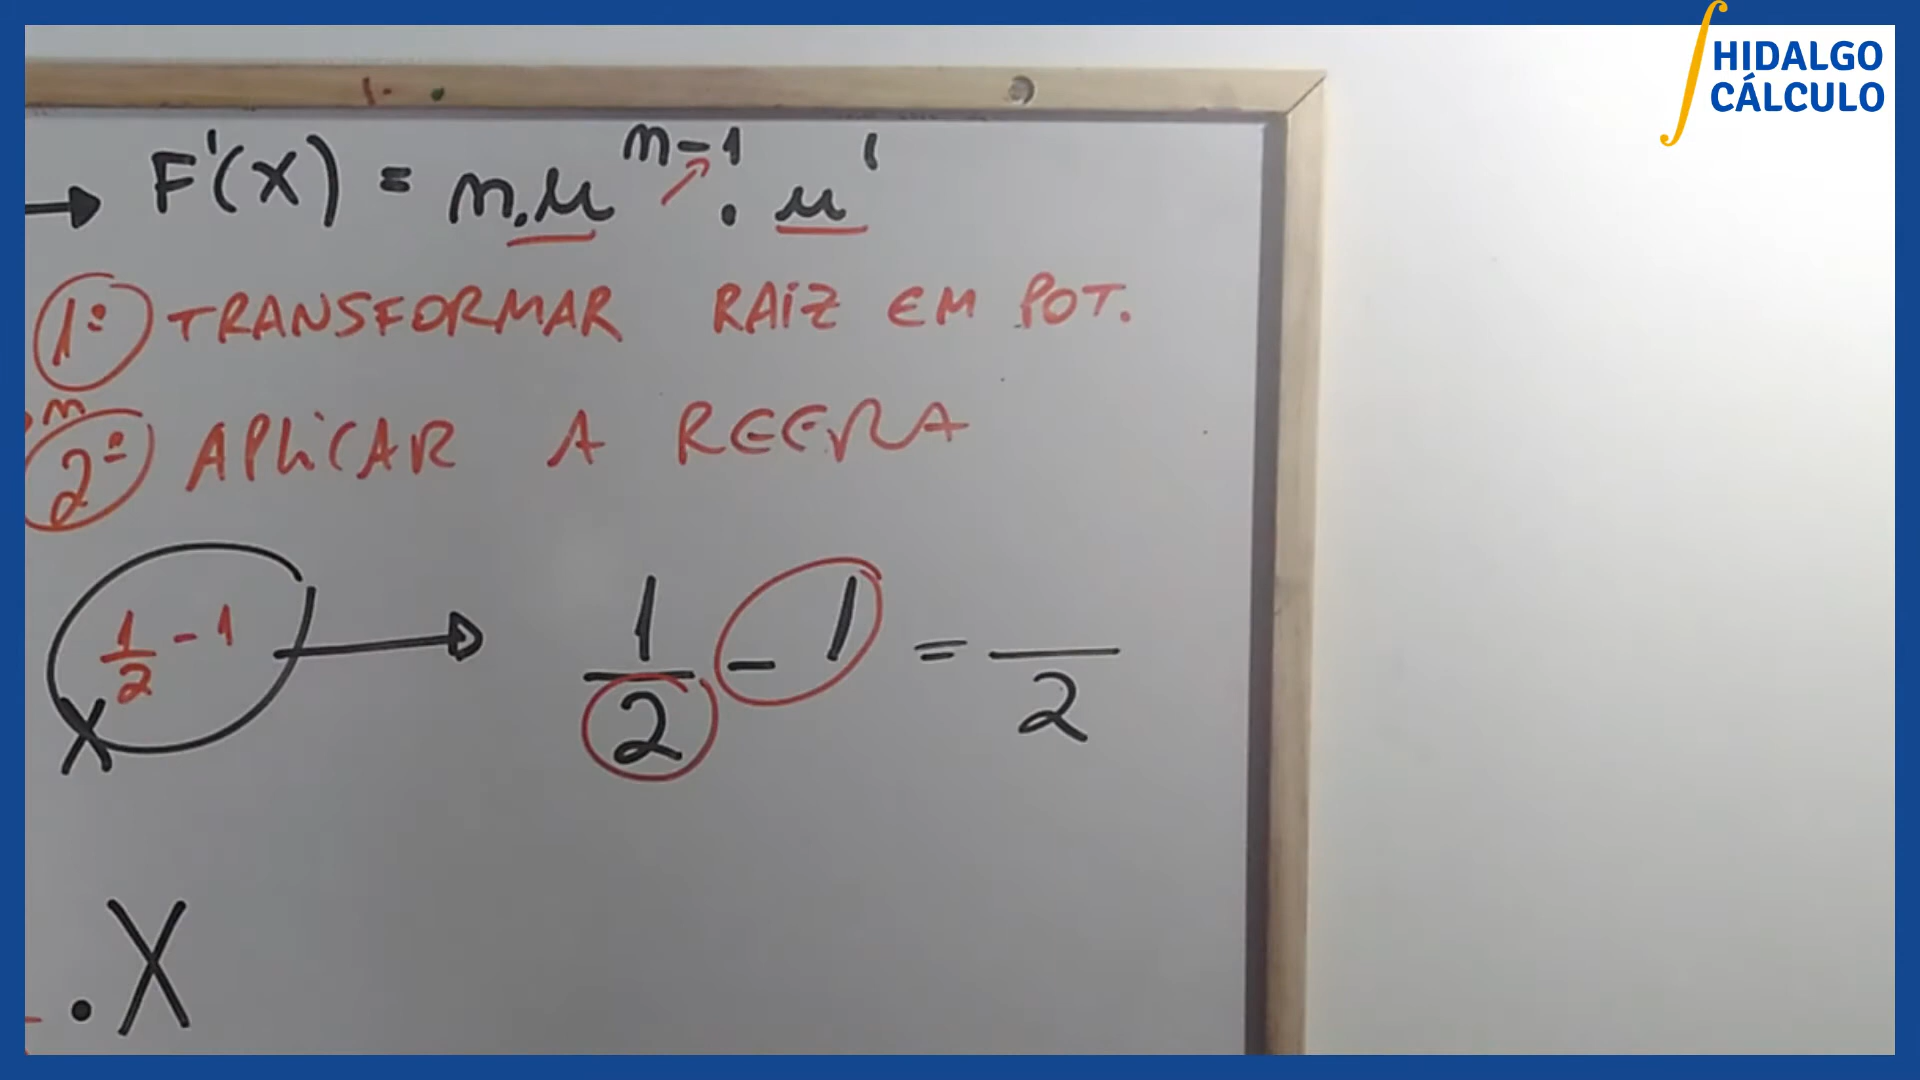 HIDALGO
CÁLCULO
F'(X) = n.u^{n-1} . u'
1º TRANSFORMAR RAIZ EM POT.
n
2º APLICAR A REGRA
X^{1/2 - 1} → 1/2 - 1 = /2
. X